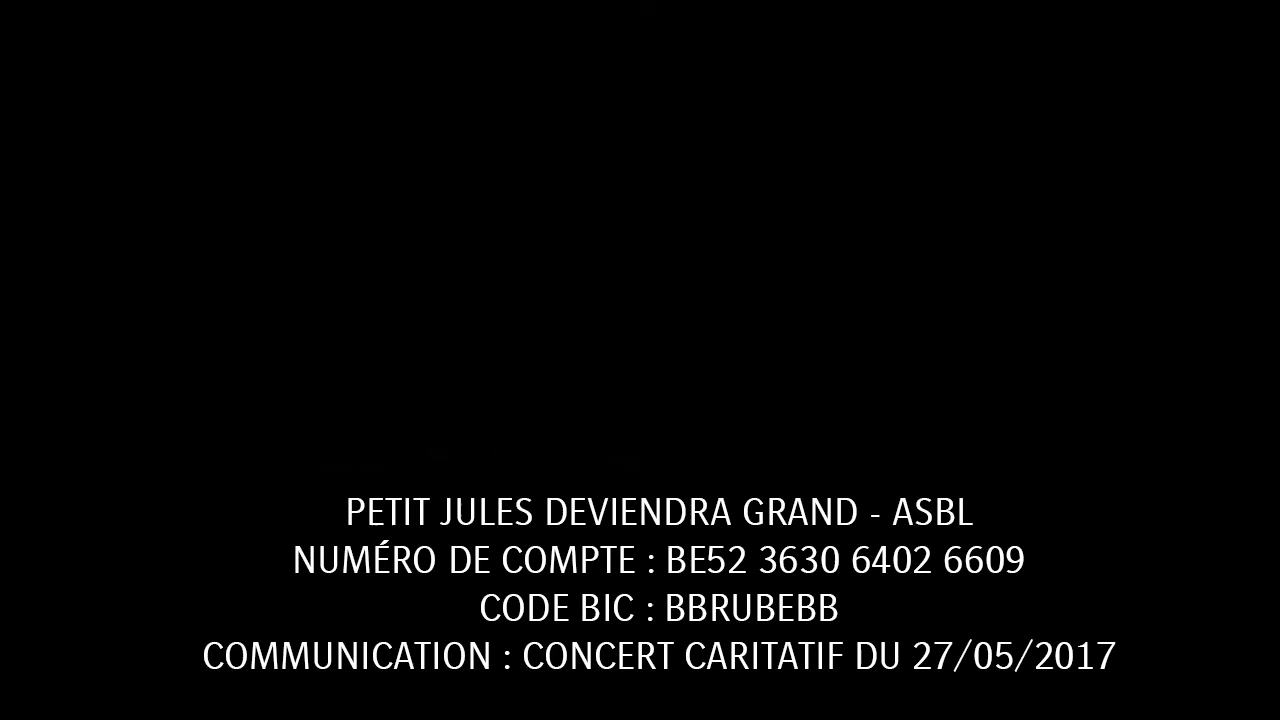 PETIT JULES DEVIENDRA GRAND - ASBL
NUMÉRO DE COMPTE : BE52 3630 6402 6609
CODE BIC : BBRUBEBB
COMMUNICATION : CONCERT CARITATIF DU 27/05/2017